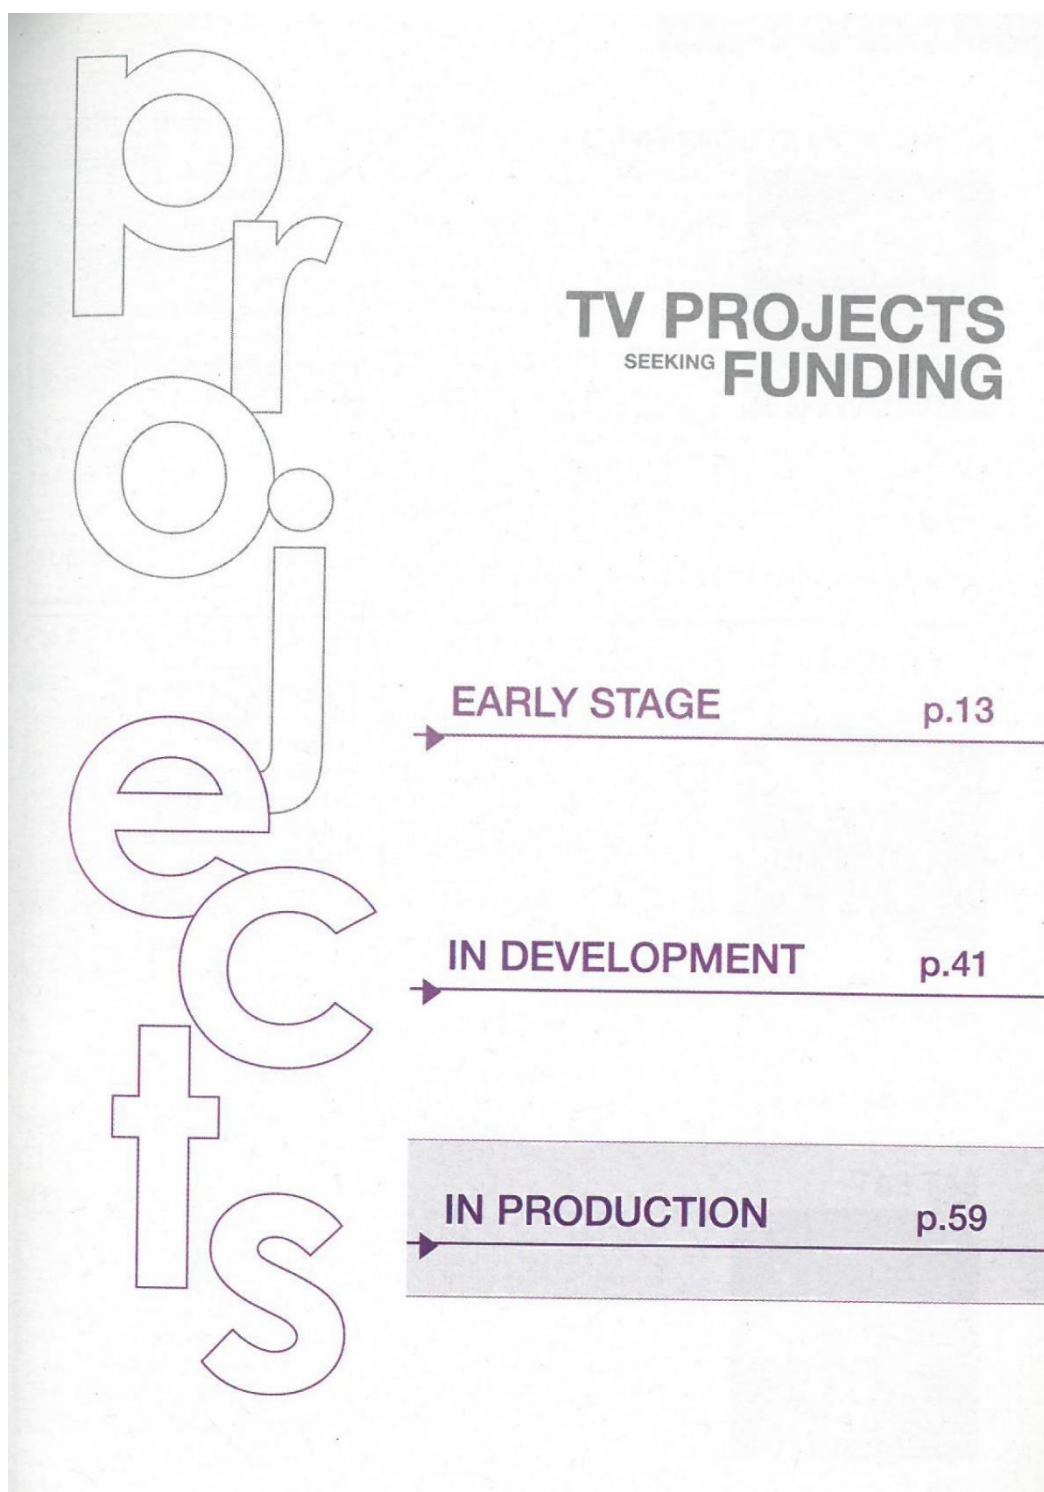 projects
TV PROJECTS
SEEKING FUNDING
EARLY STAGE p.13
IN DEVELOPMENT p.41
IN PRODUCTION p.59